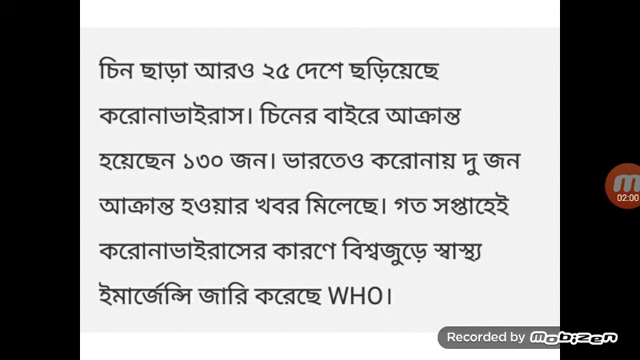 চিন ছাড়া আরও ২৫ দেশে ছড়িয়েছে
করোনাভাইরাস। চিনের বাইরে আক্রান্ত
হয়েছেন ১৩০ জন। ভারতেও করোনায় দু জন
আক্রান্ত হওয়ার খবর মিলেছে। গত সপ্তাহেই
করোনাভাইরাসের কারণে বিশ্বজুড়ে স্বাস্থ্য
ইমার্জেন্সি জারি করেছে WHO।
02:00
Recorded by mobizen